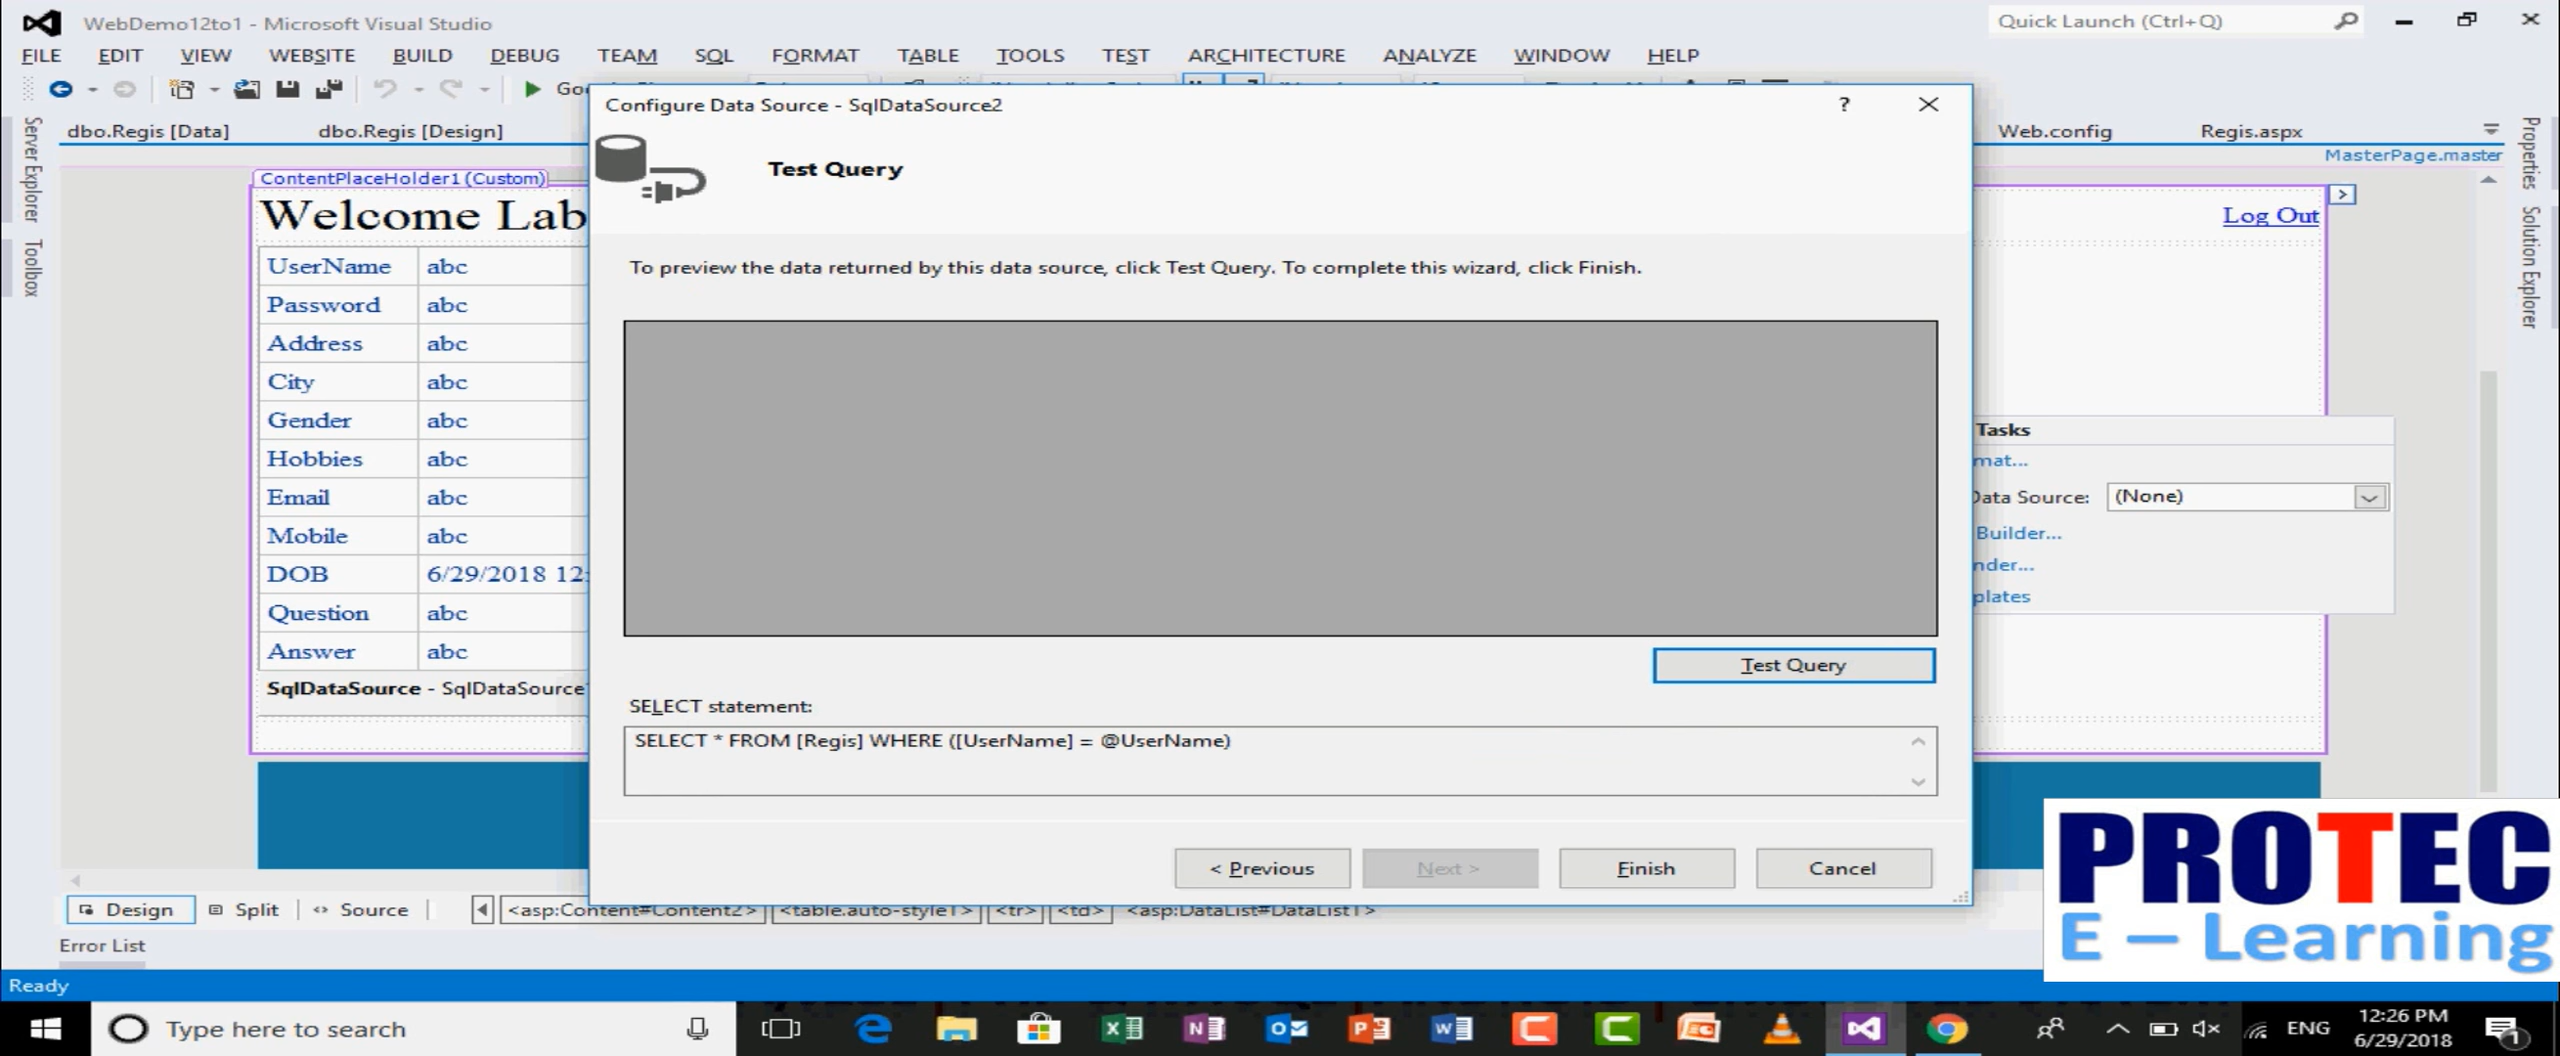 WebDemo12to1 - Microsoft Visual Studio
Quick Launch (Ctrl+Q)
FILE EDIT VIEW WEBSITE BUILD DEBUG TEAM SQL FORMAT TABLE TOOLS TEST ARCHITECTURE ANALYZE WINDOW HELP
dbo.Regis [Data] dbo.Regis [Design] Web.config Regis.aspx
MasterPage.master
Server Explorer
Toolbox
Properties
Solution Explorer
ContentPlaceHolder1 (Custom)
Welcome Lab
Log Out
UserName abc
Password abc
Address abc
City abc
Gender abc
Hobbies abc
Email abc
Mobile abc
DOB 6/29/2018 12:
Question abc
Answer abc
SqlDataSource - SqlDataSource
Configure Data Source - SqlDataSource2
?
Test Query
To preview the data returned by this data source, click Test Query. To complete this wizard, click Finish.
Test Query
SELECT statement:
SELECT * FROM [Regis] WHERE ([UserName] = @UserName)
< Previous Next > Finish Cancel
Tasks
mat...
Data Source: (None)
Builder...
nder...
plates
Design Split Source <asp:Content#Content2> <table.auto-style1> <tr> <td> <asp:DataList#DataList1>
Error List
Ready
PROTEC
E – Learning
Type here to search
ENG
12:26 PM
6/29/2018
1